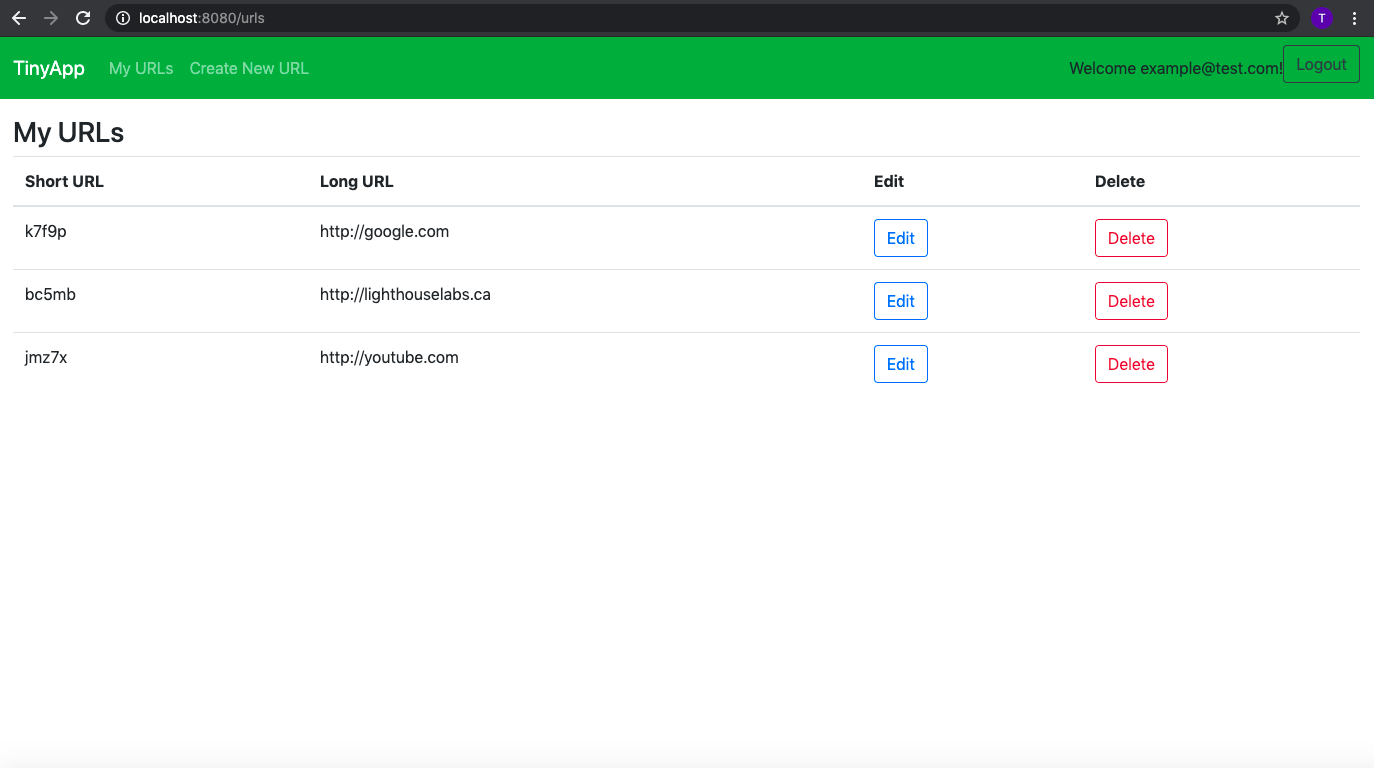 localhost:8080/urls T
TinyApp My URLs Create New URL Welcome example@test.com! Logout
My URLs
Short URL Long URL Edit Delete
k7f9p http://google.com Edit Delete
bc5mb http://lighthouselabs.ca Edit Delete
jmz7x http://youtube.com Edit Delete